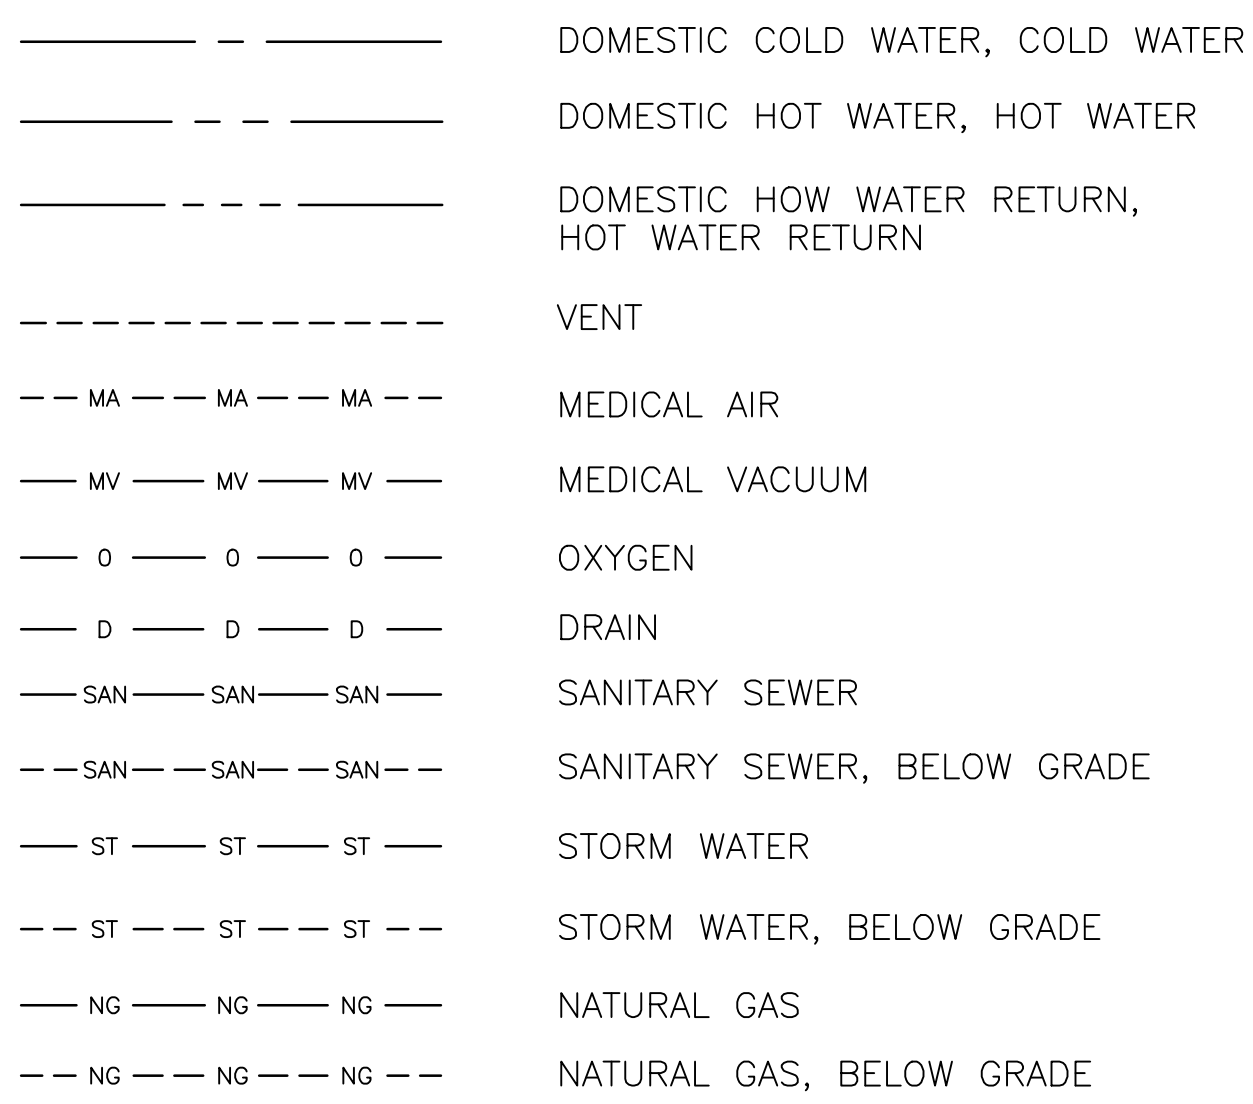 DOMESTIC COLD WATER, COLD WATER
DOMESTIC HOT WATER, HOT WATER
DOMESTIC HOW WATER RETURN,
HOT WATER RETURN
VENT
MA MA MA MEDICAL AIR
MV MV MV MEDICAL VACUUM
O O O OXYGEN
D D D DRAIN
SAN SAN SAN SANITARY SEWER
SAN SAN SAN SANITARY SEWER, BELOW GRADE
ST ST ST STORM WATER
ST ST ST STORM WATER, BELOW GRADE
NG NG NG NATURAL GAS
NG NG NG NATURAL GAS, BELOW GRADE